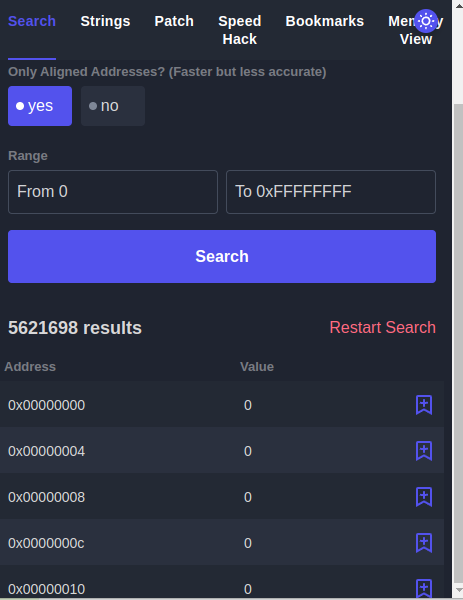 Search Strings Patch Speed Hack Bookmarks View
Only Aligned Addresses? (Faster but less accurate)
yes no
Range
From 0 To 0xFFFFFFFF
Search
5621698 results Restart Search
Address Value
0x00000000 0
0x00000004 0
0x00000008 0
0x0000000c 0
0x00000010 0